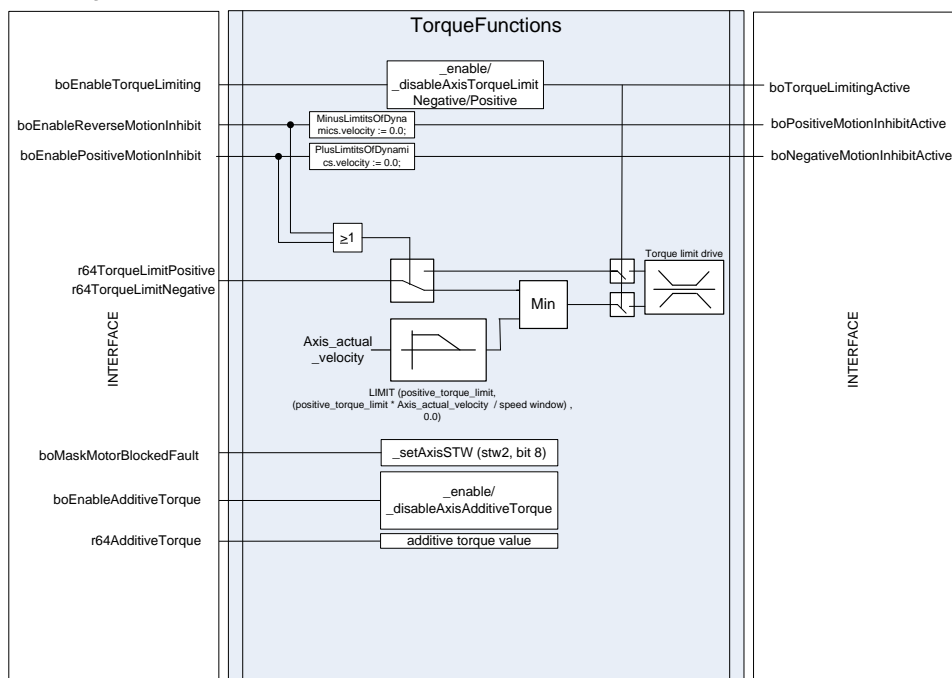 TorqueFunctions
boEnableTorqueLimiting
_enable/
_disableAxisTorqueLimit
Negative/Positive
boTorqueLimitingActive
boEnableReverseMotionInhibit
MinusLimtitsOfDyna
mics.velocity := 0.0;
boPositiveMotionInhibitActive
boEnablePositiveMotionInhibit
PlusLimtitsOfDynami
cs.velocity := 0.0;
boNegativeMotionInhibitActive
≥1
Torque limit drive
r64TorqueLimitPositive
r64TorqueLimitNegative
Min
INTERFACE
INTERFACE
Axis_actual
_velocity
LIMIT (positive_torque_limit,
(positive_torque_limit * Axis_actual_velocity / speed window) ,
0.0)
boMaskMotorBlockedFault
_setAxisSTW (stw2, bit 8)
boEnableAdditiveTorque
_enable/
_disableAxisAdditiveTorque
r64AdditiveTorque
additive torque value